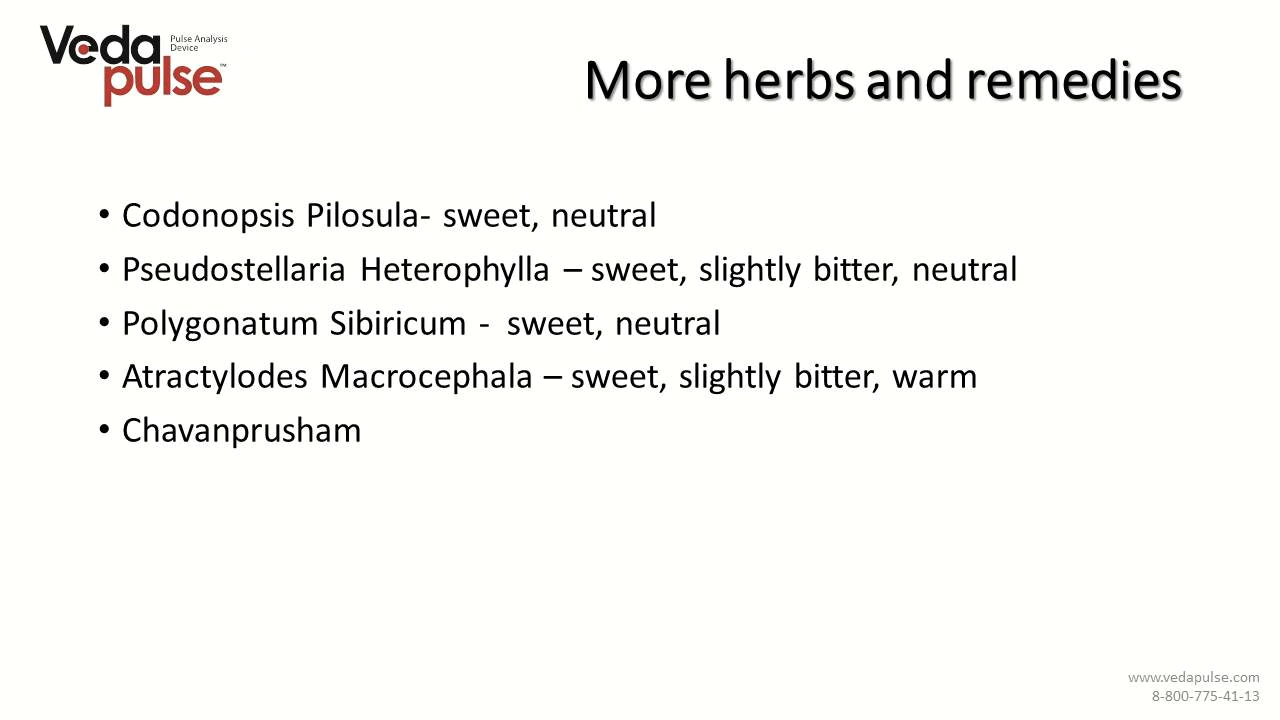 Veda
pulse™
Pulse Analysis
Device
More herbs and remedies
• Codonopsis Pilosula- sweet, neutral
• Pseudostellaria Heterophylla – sweet, slightly bitter, neutral
• Polygonatum Sibiricum - sweet, neutral
• Atractylodes Macrocephala – sweet, slightly bitter, warm
• Chavanprusham
www.vedapulse.com
8-800-775-41-13